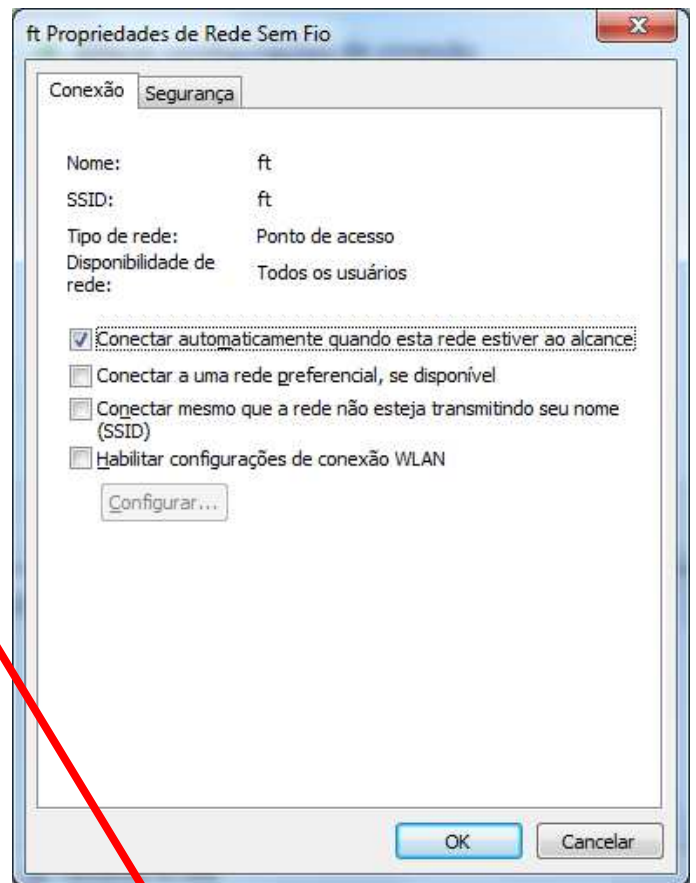 ft Propriedades de Rede Sem Fio
Conexão Segurança
Nome: ft
SSID: ft
Tipo de rede: Ponto de acesso
Disponibilidade de
rede: Todos os usuários
Conectar automaticamente quando esta rede estiver ao alcance
Conectar a uma rede preferencial, se disponível
Conectar mesmo que a rede não esteja transmitindo seu nome
(SSID)
Habilitar configurações de conexão WLAN
Configurar...
OK Cancelar